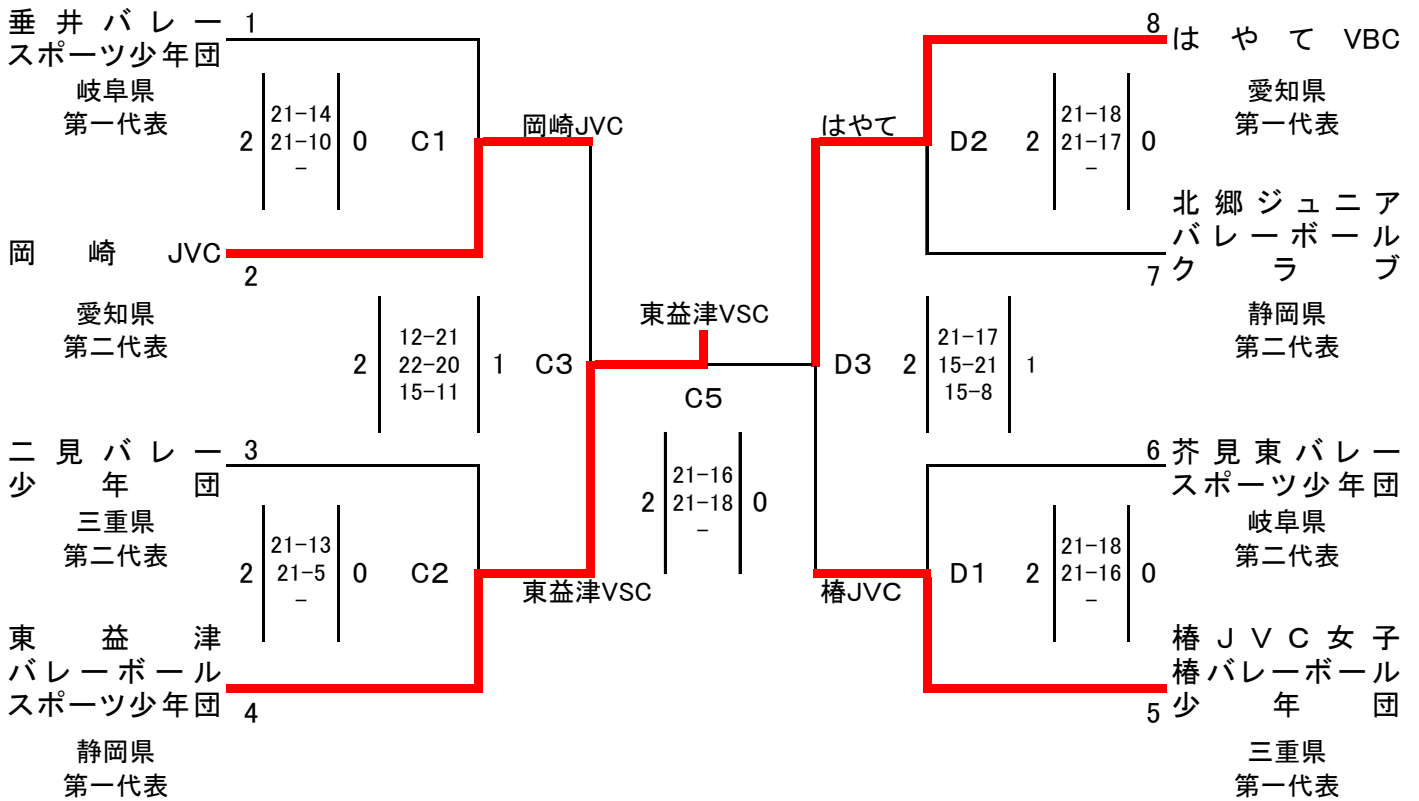 垂井バレー
スポーツ少年団
1
岐阜県
第一代表
2
21-14
21-10
-
0
C1
岡崎JVC
岡崎 JVC
2
愛知県
第二代表
2
12-21
22-20
15-11
1
C3
二見バレー
少年団
3
三重県
第二代表
2
21-13
21-5
-
0
C2
東益津VSC
東益津
バレーボール
スポーツ少年団
4
静岡県
第一代表
東益津VSC
C5
2
21-16
21-18
-
0
8
はやて VBC
愛知県
第一代表
はやて
D2
2
21-18
21-17
-
0
北郷ジュニア
バレーボール
クラブ
7
静岡県
第二代表
D3
2
21-17
15-21
15-8
1
6
芥見東バレー
スポーツ少年団
岐阜県
第二代表
椿JVC
D1
2
21-18
21-16
-
0
椿JVC女子
椿バレーボール
少年団
5
三重県
第一代表